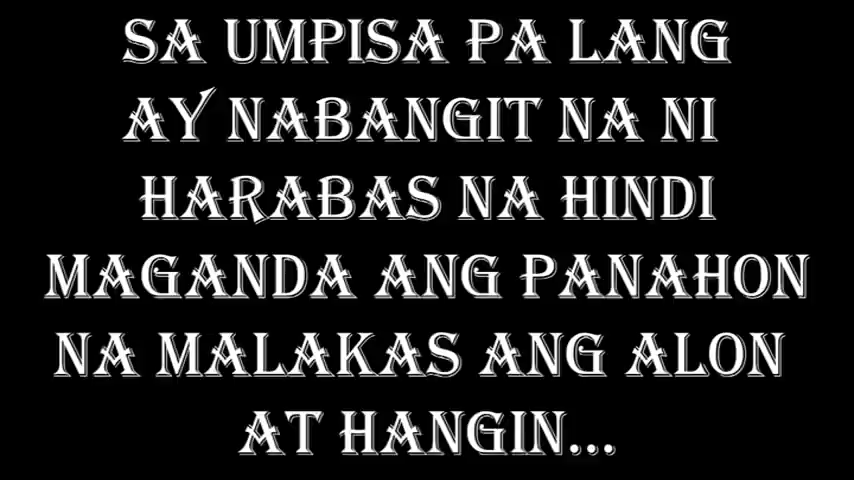 SA UMPISA PA LANG
AY NABANGIT NA NI
HARABAS NA HINDI
MAGANDA ANG PANAHON
NA MALAKAS ANG ALON
AT HANGIN...